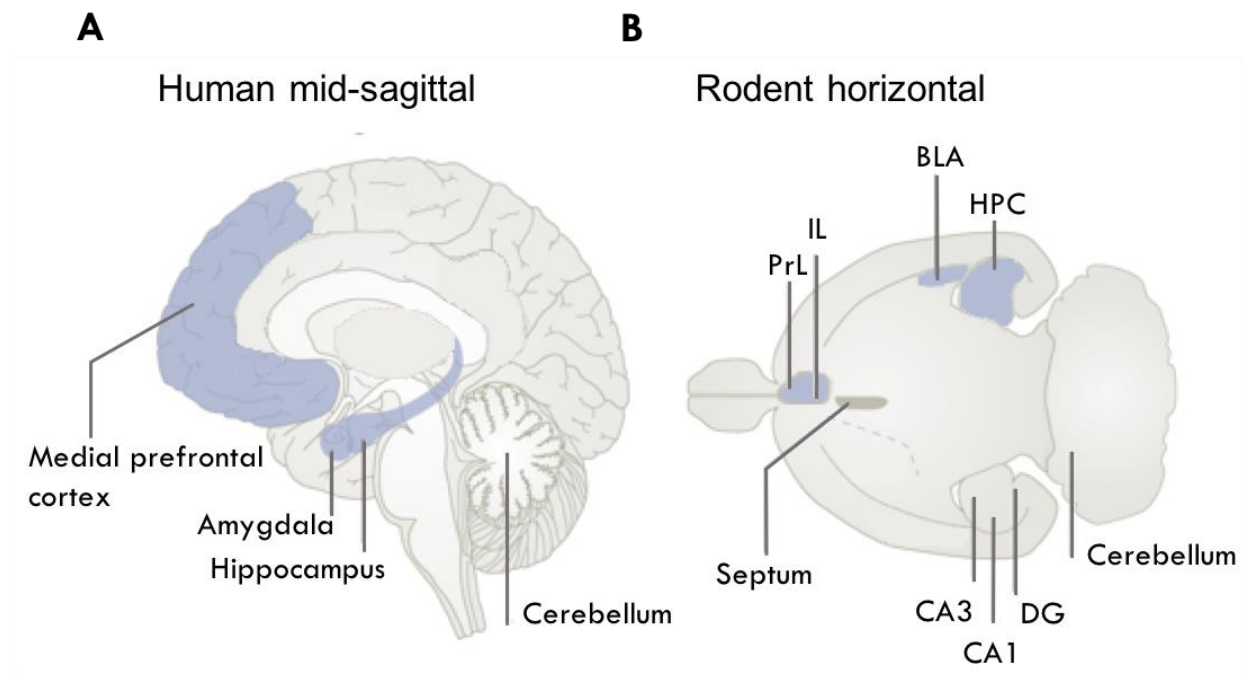 A
B
Human mid-sagittal
Rodent horizontal
BLA
HPC
IL
PrL
Medial prefrontal
cortex
Amygdala
Hippocampus
Cerebellum
Septum
Cerebellum
CA3
DG
CA1